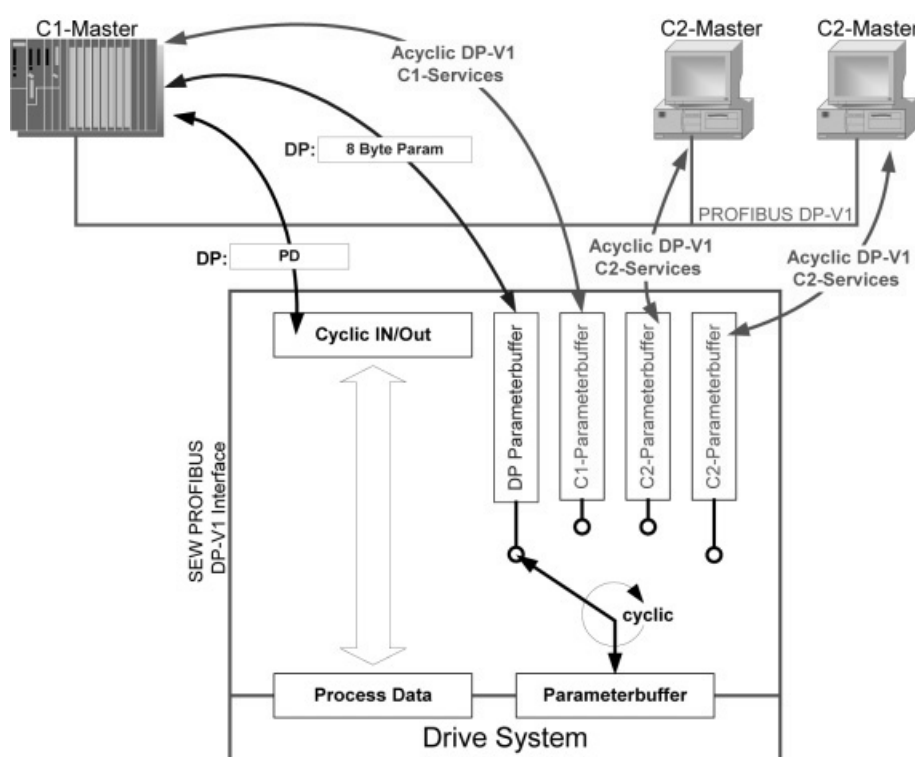 C1-Master
C2-Master
C2-Master
Acyclic DP-V1
C1-Services
DP:
8 Byte Param
PROFIBUS DP-V1
DP:
PD
Acyclic DP-V1
C2-Services
Acyclic DP-V1
C2-Services
Cyclic IN/Out
DP Parameterbuffer
C1-Parameterbuffer
C2-Parameterbuffer
C2-Parameterbuffer
SEW PROFIBUS
DP-V1 Interface
cyclic
Process Data
Parameterbuffer
Drive System